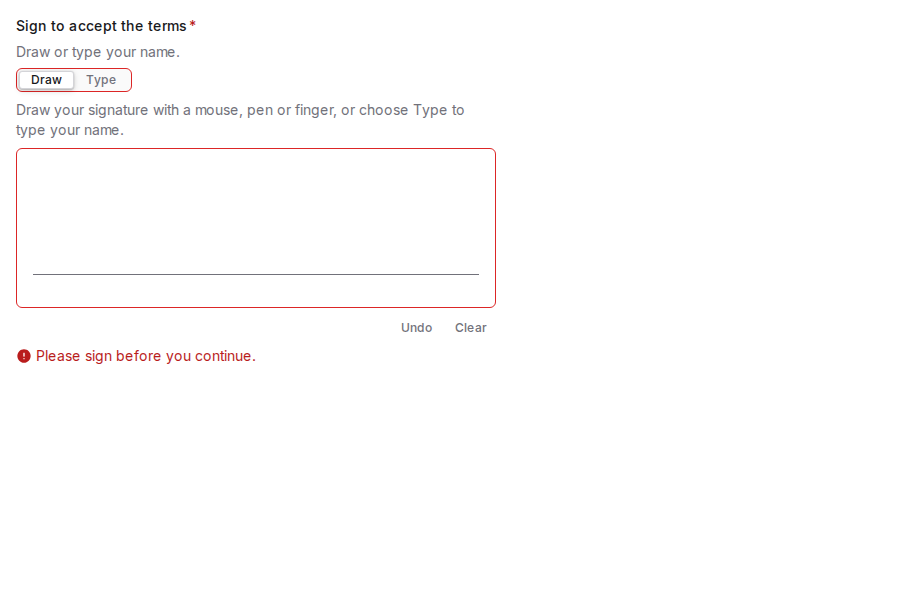 Sign to accept the terms*
Draw or type your name.
Draw Type
Draw your signature with a mouse, pen or finger, or choose Type to
type your name.
Undo Clear
Please sign before you continue.